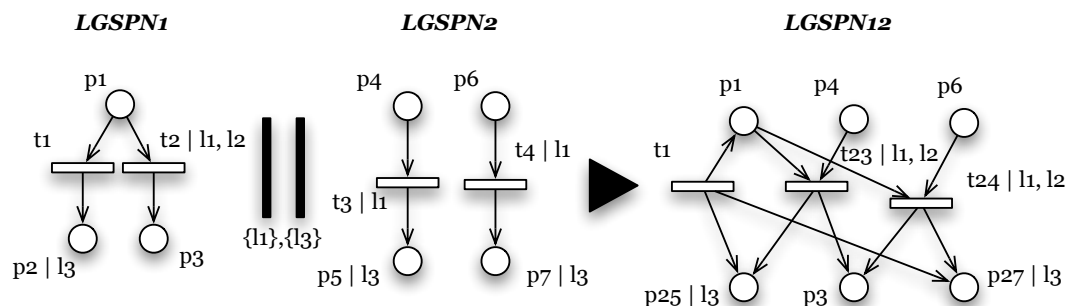 LGSPN1
LGSPN2
LGSPN12
p1
t1
t2 | l1, l2
p2 | l3
p3
{l1},{l3}
p4
p6
t4 | l1
t3 | l1
p5 | l3
p7 | l3
p1
p4
p6
t1
t23 | l1, l2
t24 | l1, l2
p25 | l3
p3
p27 | l3